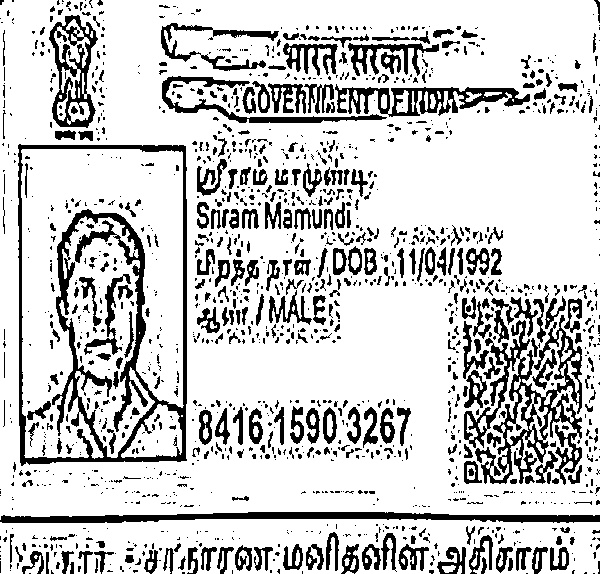 भारत सरकार
GOVERNMENT OF INDIA
ஸ்ரீராம் மாமுண்டி
Sriram Mamundi
பிறந்த நாள் / DOB : 11/04/1992
ஆண் / MALE
8416 1590 3267
ஆதார் - சாதாரண மனிதனின் அதிகாரம்